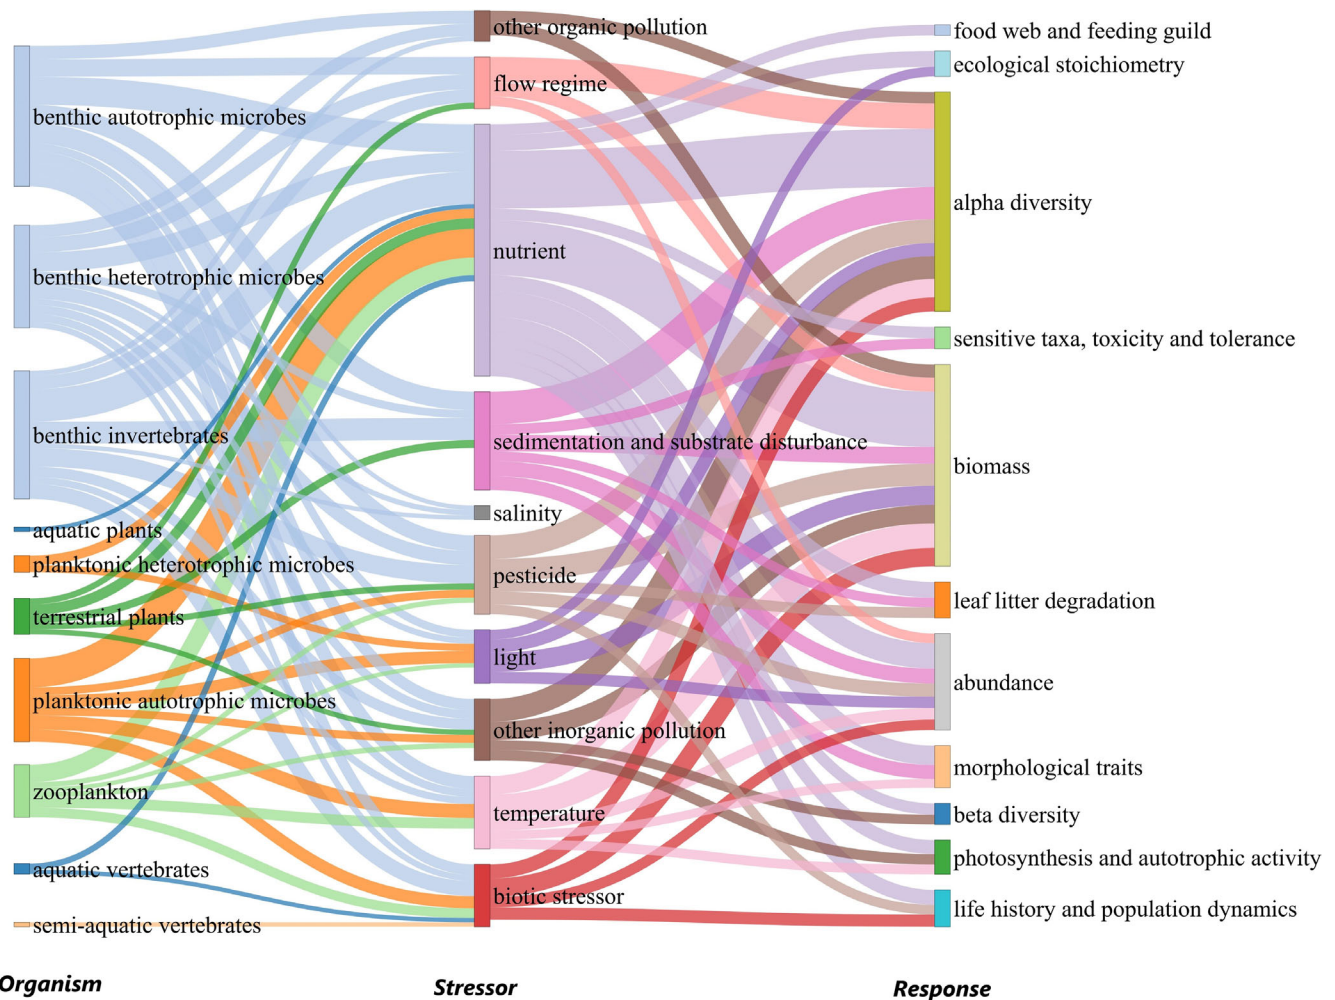 benthic autotrophic microbes
benthic heterotrophic microbes
benthic invertebrates
aquatic plants
planktonic heterotrophic microbes
terrestrial plants
planktonic autotrophic microbes
zooplankton
aquatic vertebrates
semi-aquatic vertebrates
other organic pollution
flow regime
nutrient
sedimentation and substrate disturbance
salinity
pesticide
light
other inorganic pollution
temperature
biotic stressor
food web and feeding guild
ecological stoichiometry
alpha diversity
sensitive taxa, toxicity and tolerance
biomass
leaf litter degradation
abundance
morphological traits
beta diversity
photosynthesis and autotrophic activity
life history and population dynamics
Organism
Stressor
Response